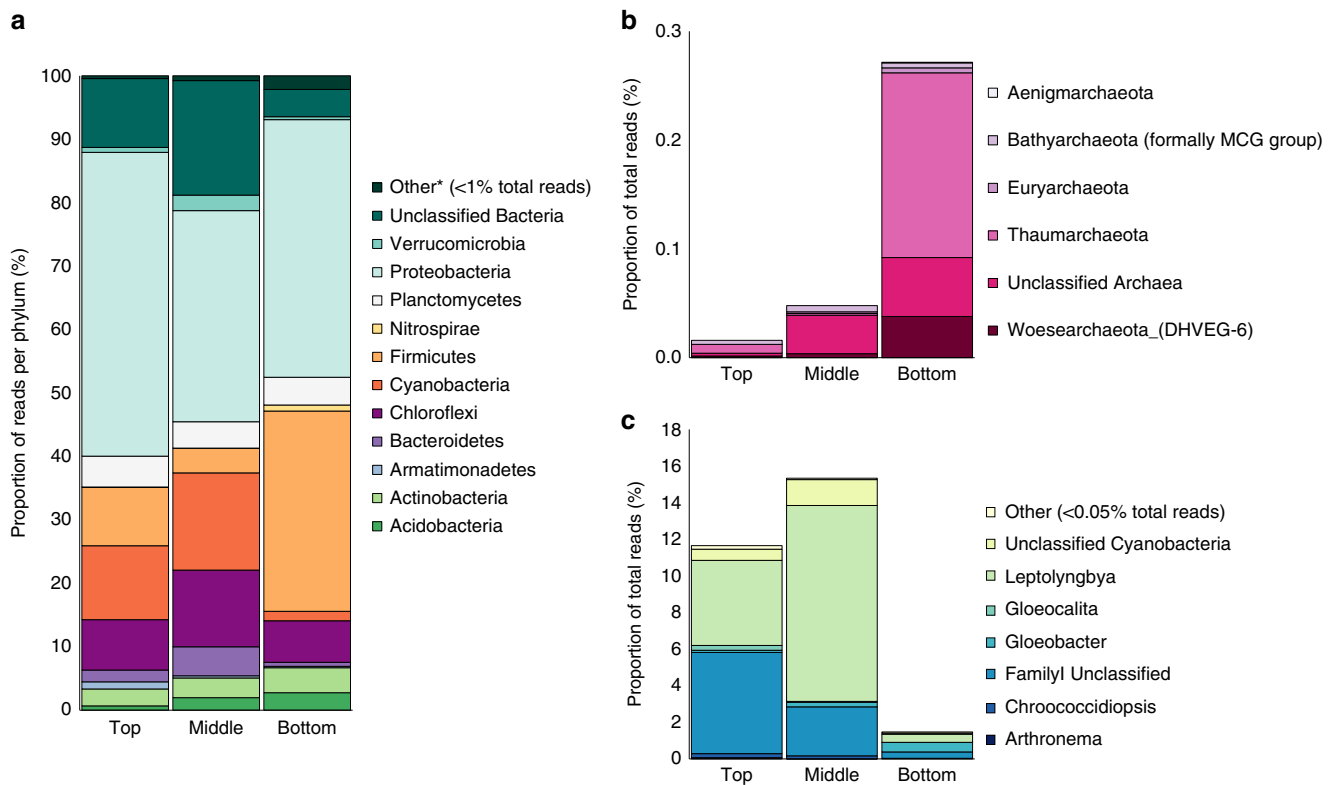 a
Proportion of reads per phylum (%)
100
90
80
70
60
50
40
30
20
10
0
Top Middle Bottom
Other* (<1% total reads)
Unclassified Bacteria
Verrucomicrobia
Proteobacteria
Planctomycetes
Nitrospirae
Firmicutes
Cyanobacteria
Chloroflexi
Bacteroidetes
Armatimonadetes
Actinobacteria
Acidobacteria
b
Proportion of total reads (%)
0.3
0.2
0.1
0.0
Top Middle Bottom
Aenigmarchaeota
Bathyarchaeota (formally MCG group)
Euryarchaeota
Thaumarchaeota
Unclassified Archaea
Woesearchaeota_(DHVEG-6)
c
Proportion of total reads (%)
18
16
14
12
10
8
6
4
2
0
Top Middle Bottom
Other (<0.05% total reads)
Unclassified Cyanobacteria
Leptolyngbya
Gloeocalita
Gloeobacter
FamilyI Unclassified
Chroococcidiopsis
Arthronema